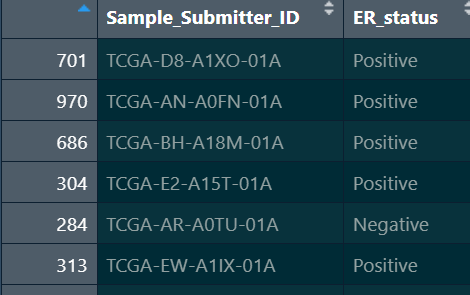 Sample_Submitter_ID ER_status
701 TCGA-D8-A1XO-01A Positive
970 TCGA-AN-A0FN-01A Positive
686 TCGA-BH-A18M-01A Positive
304 TCGA-E2-A15T-01A Positive
284 TCGA-AR-A0TU-01A Negative
313 TCGA-EW-A1IX-01A Positive